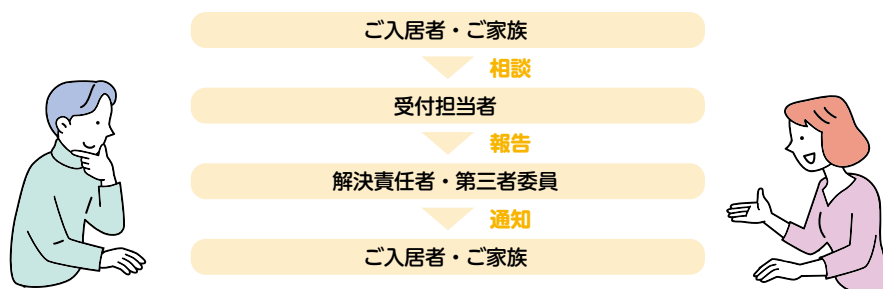 ご入居者・ご家族
相談
受付担当者
報告
解決責任者・第三者委員
通知
ご入居者・ご家族